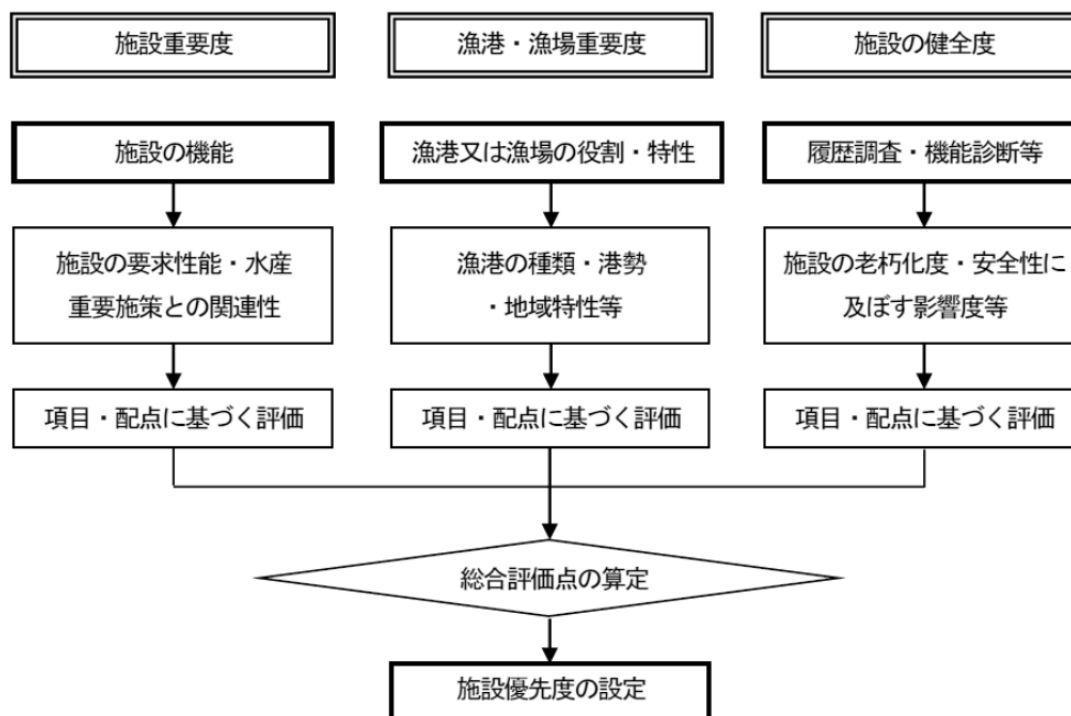 施設重要度
漁港・漁場重要度
施設の健全度
施設の機能
漁港又は漁場の役割・特性
履歴調査・機能診断等
施設の要求性能・水産
重要施策との関連性
漁港の種類・港勢
・地域特性等
施設の老朽化度・安全性に
及ぼす影響度等
項目・配点に基づく評価
項目・配点に基づく評価
項目・配点に基づく評価
総合評価点の算定
施設優先度の設定